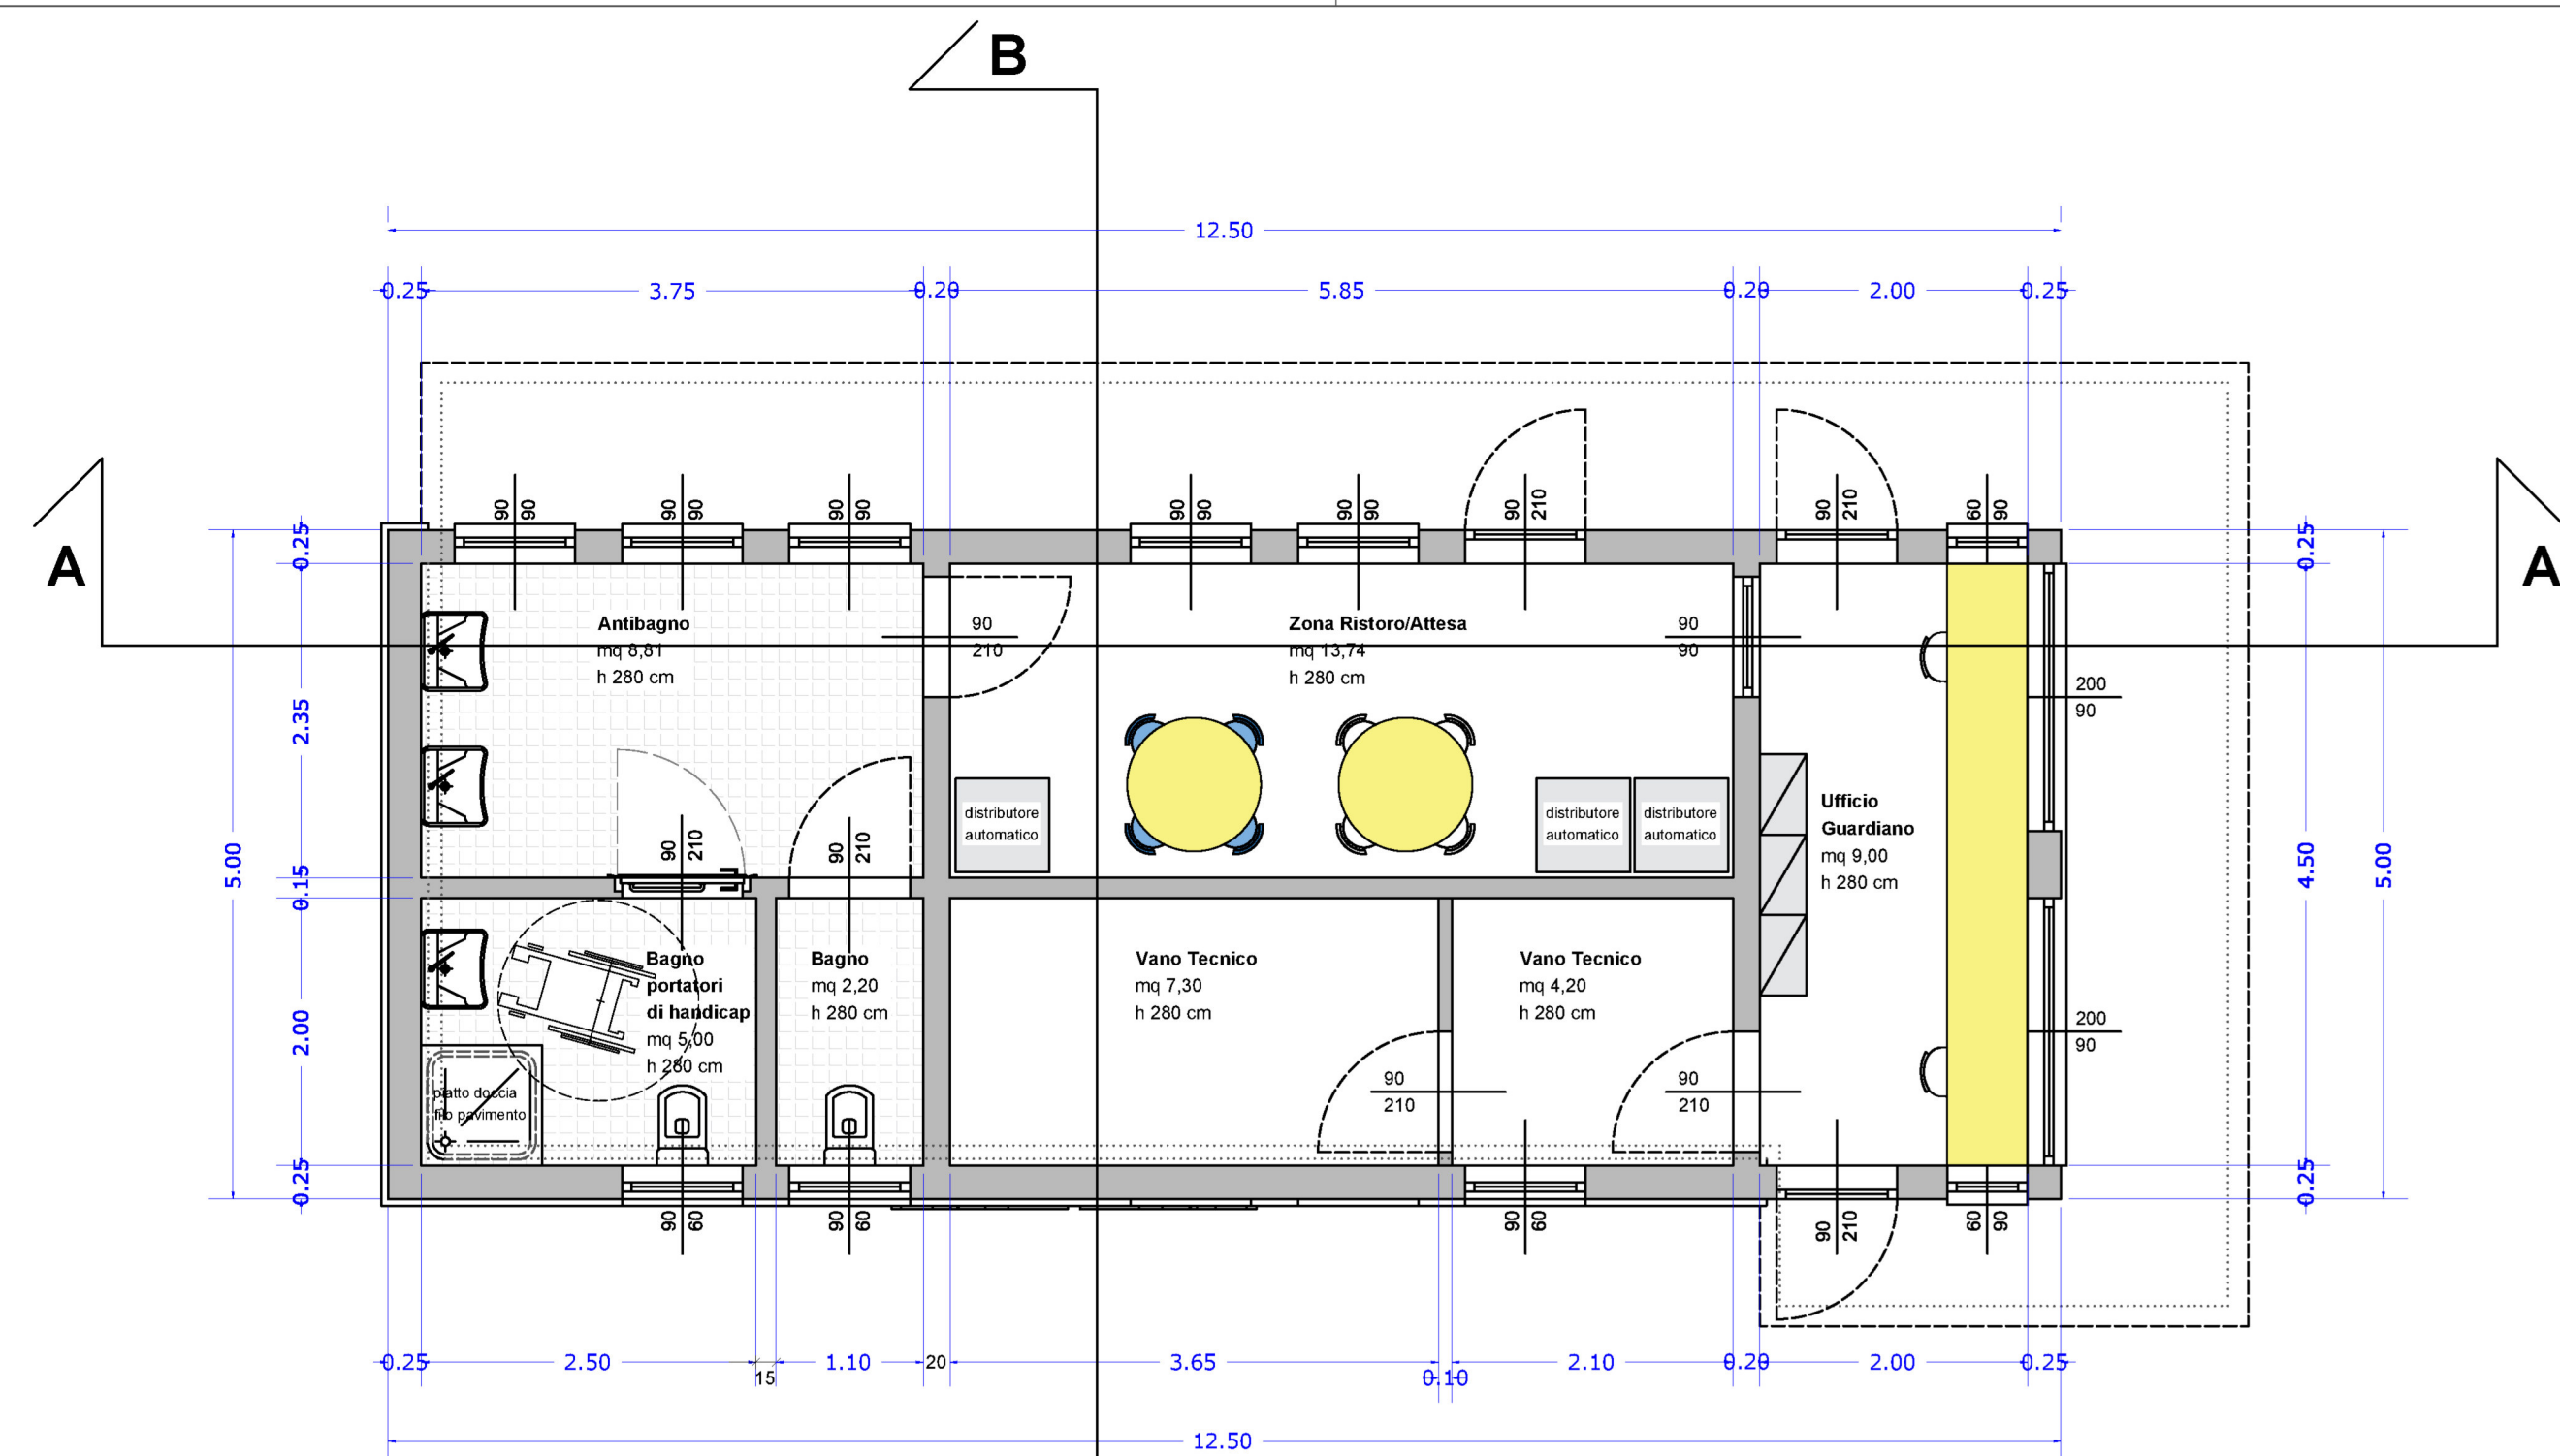 B
12.50
0.25
3.75
0.20
5.85
0.20
2.00
0.25
A
A
90 90
90 90
90 90
90 90
90 90
90 210
90 210
60 90
0.25
0.25
Antibagno
mq 8,81
h 280 cm
90
210
Zona Ristoro/Attesa
mq 13,74
h 280 cm
90
90
200
90
2.35
distributore
automatico
distributore
automatico
distributore
automatico
Ufficio
Guardiano
mq 9,00
h 280 cm
90 210
90 210
5.00
0.15
4.50
5.00
Bagno
portatori
di handicap
mq 5,00
h 280 cm
Bagno
mq 2,20
h 280 cm
Vano Tecnico
mq 7,30
h 280 cm
Vano Tecnico
mq 4,20
h 280 cm
200
90
2.00
piatto doccia
filo pavimento
90
210
90
210
0.25
0.25
90 60
90 60
90 60
90 210
60 90
0.25
2.50
15
1.10
20
3.65
0.10
2.10
0.20
2.00
0.25
12.50